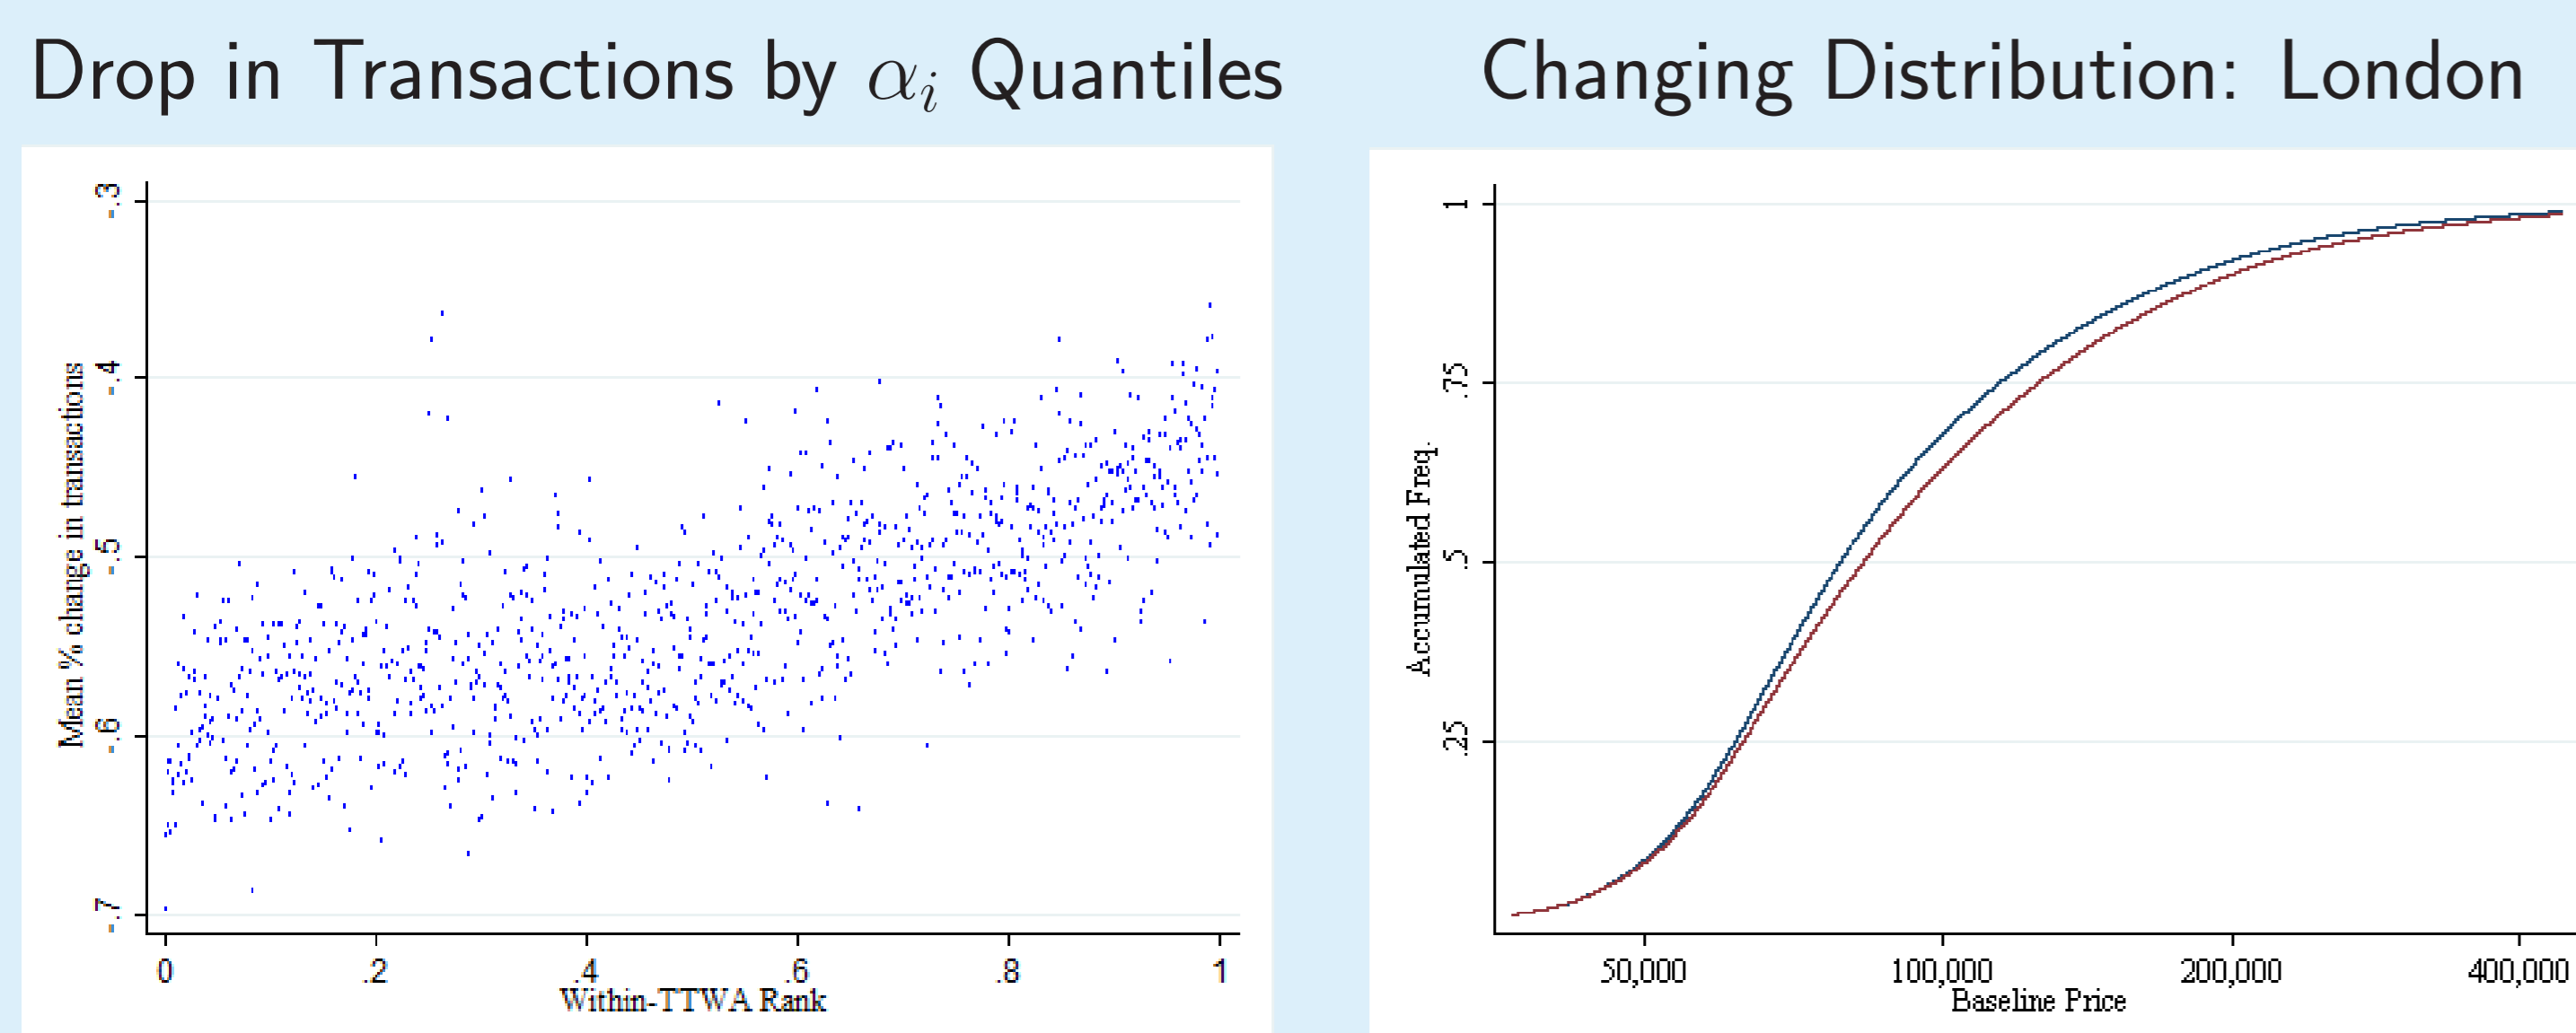 Drop in Transactions by αᵢ Quantiles
Mean % change in transactions
-.3
-.4
-.5
-.6
-.7
0 .2 .4 .6 .8 1
Within-TTWA Rank
Changing Distribution: London
Accumulated Freq.
1
.75
.5
.25
50,000 100,000 200,000 400,000
Baseline Price